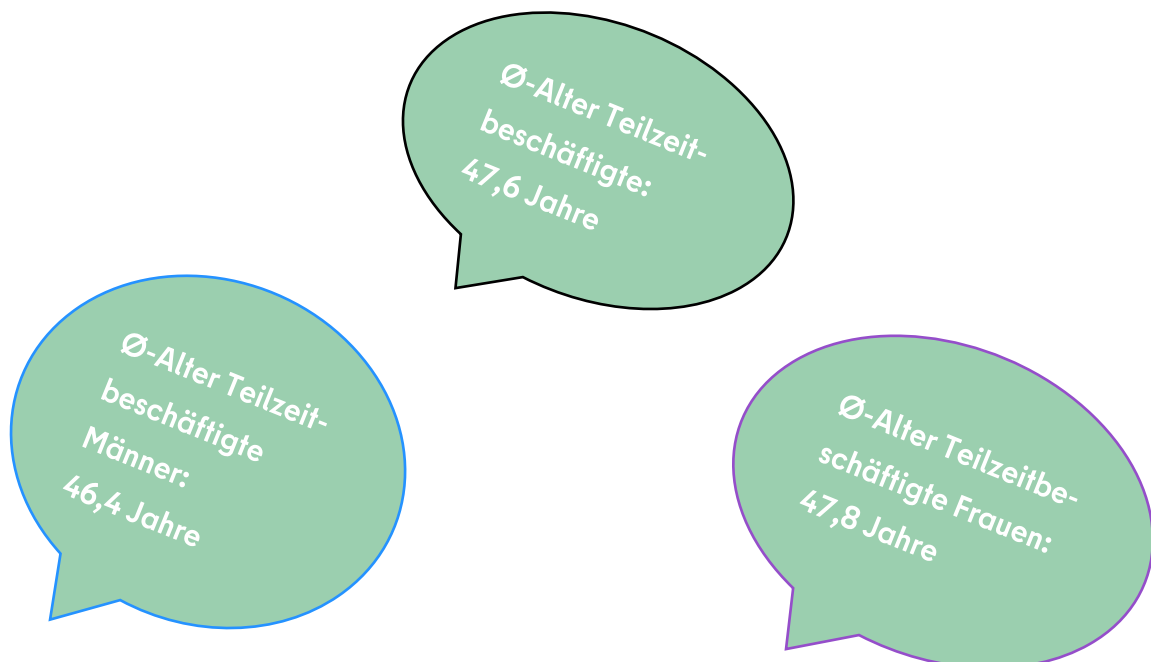 Ø-Alter Teilzeit-
beschäftigte:
47,6 Jahre
Ø-Alter Teilzeit-
beschäftigte
Männer:
46,4 Jahre
Ø-Alter Teilzeitbe-
schäftigte Frauen:
47,8 Jahre